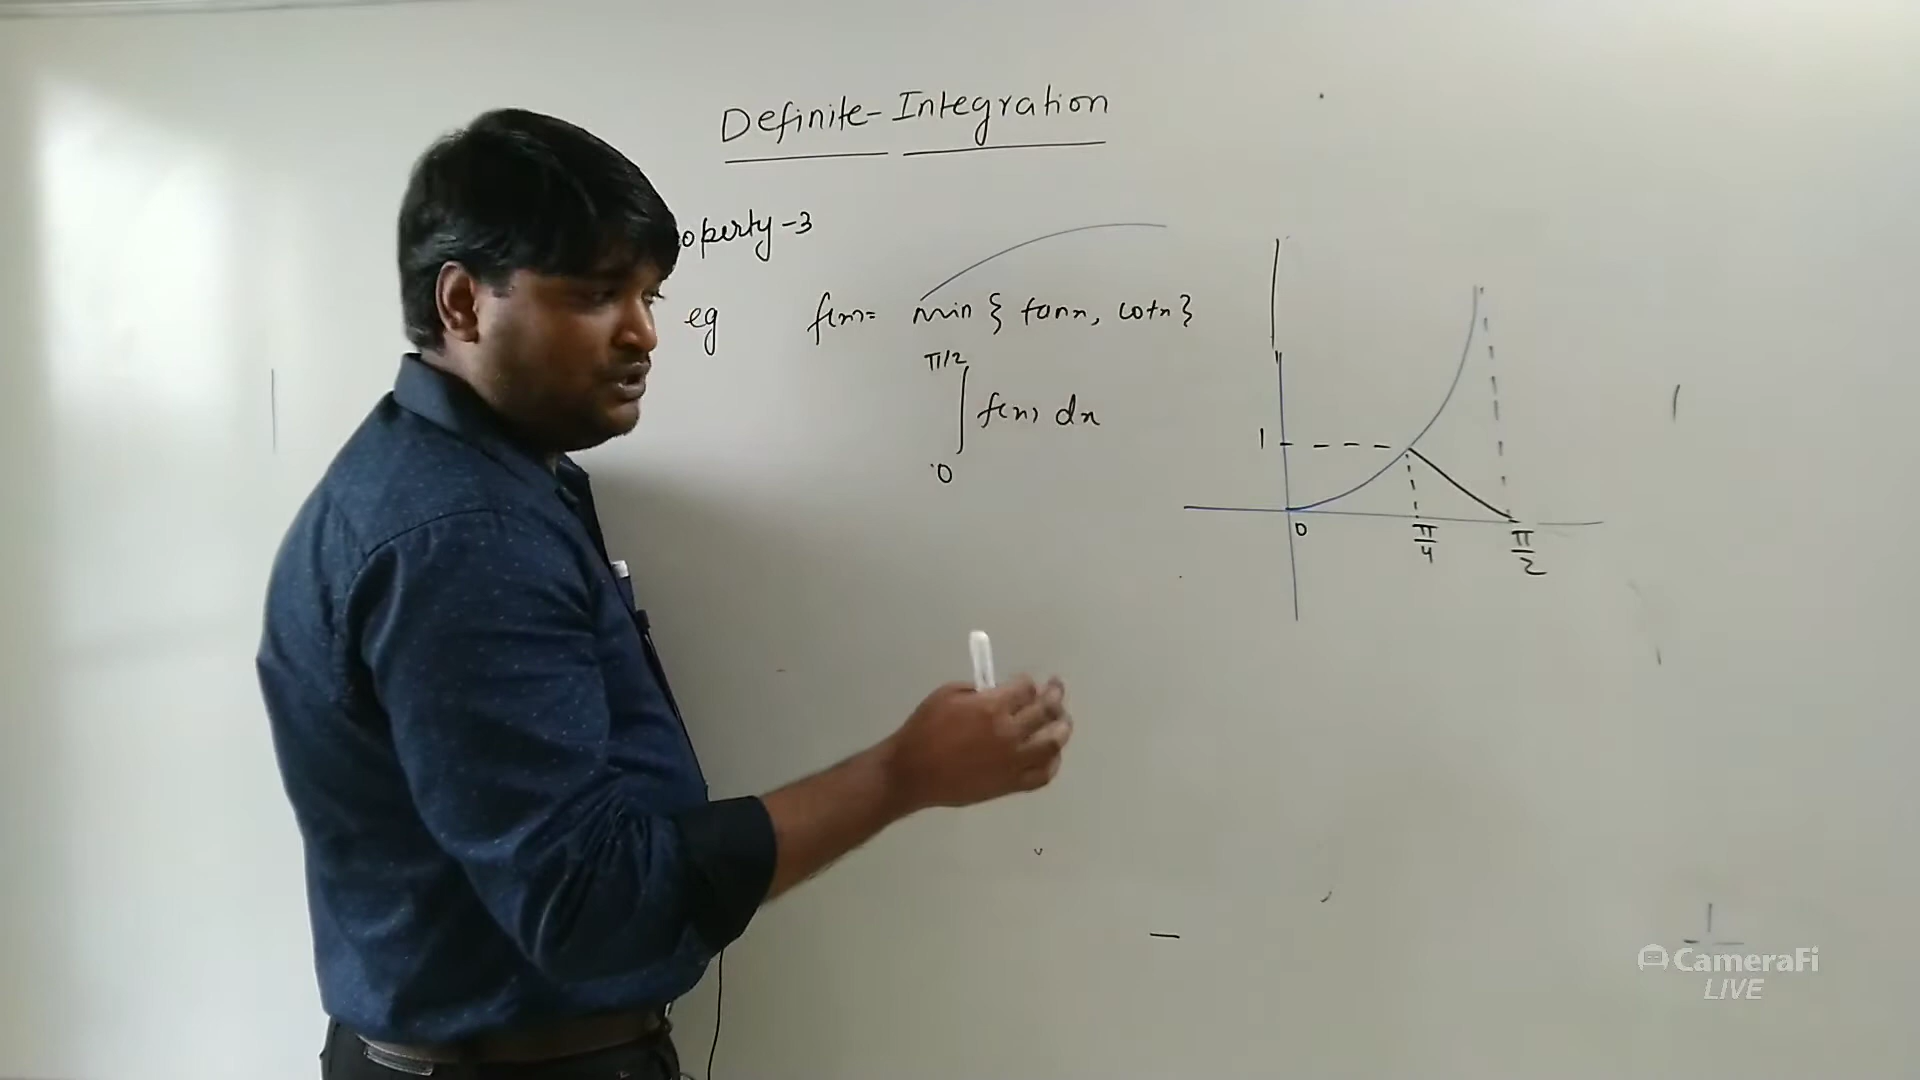 Definite-Integration
operty-3
eg f(x)= min { tanx, cotx }
π/2
∫ f(x) dx
0
1
0
π/4
π/2
CameraFi
LIVE